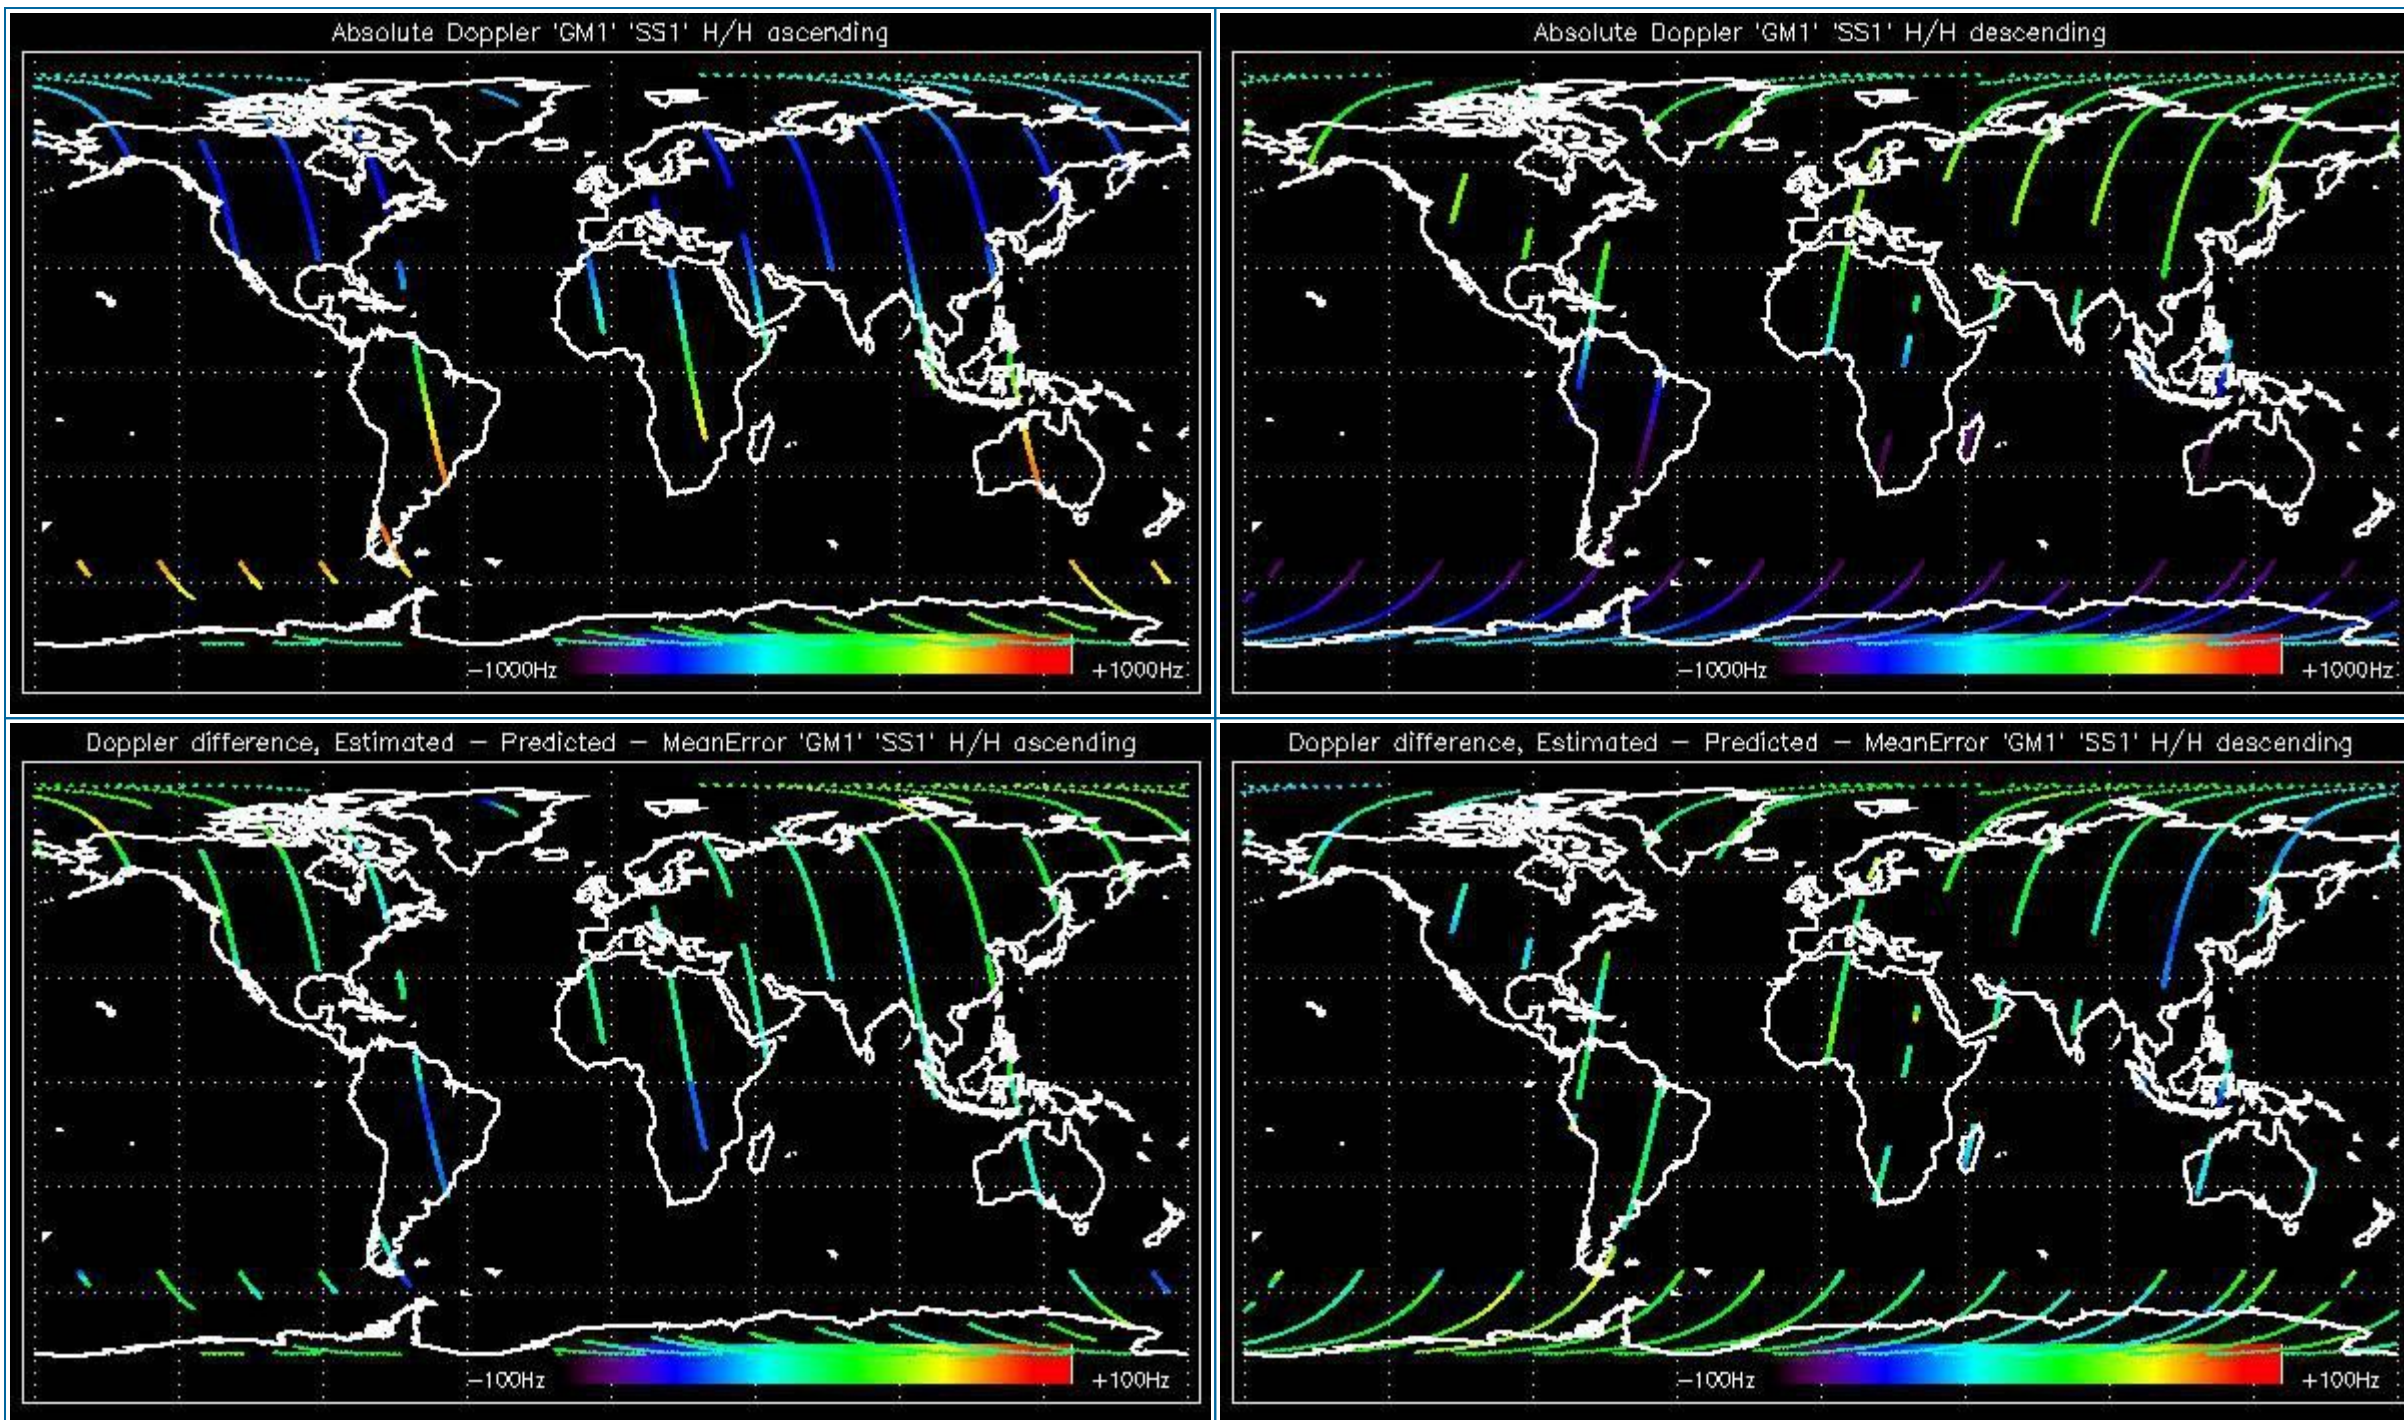 Absolute Doppler 'GM1' 'SS1' H/H ascending
−1000Hz
+1000Hz
Absolute Doppler 'GM1' 'SS1' H/H descending
−1000Hz
+1000Hz
Doppler difference, Estimated − Predicted − MeanError 'GM1' 'SS1' H/H ascending
−100Hz
+100Hz
Doppler difference, Estimated − Predicted − MeanError 'GM1' 'SS1' H/H descending
−100Hz
+100Hz